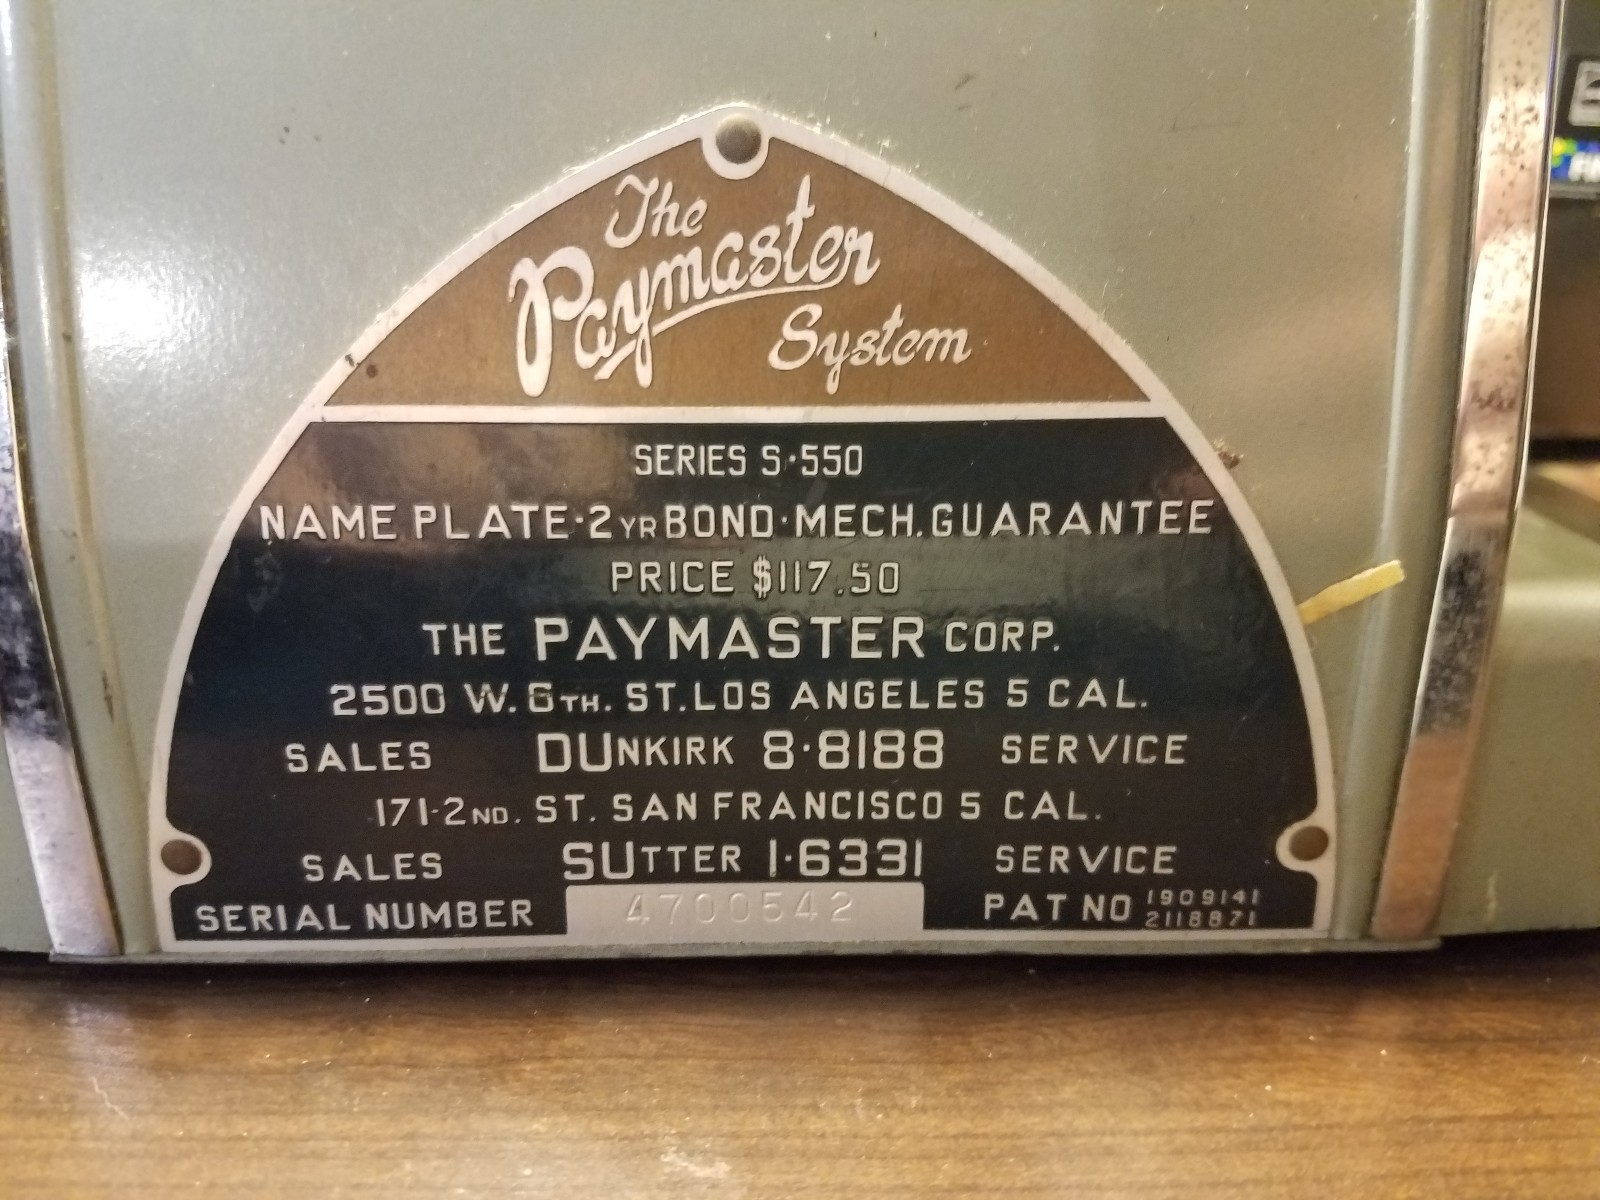 The
Paymaster
System
SERIES S·550
NAME PLATE·2 YR BOND·MECH. GUARANTEE
PRICE $117.50
THE PAYMASTER CORP.
2500 W. 6TH. ST. LOS ANGELES 5 CAL.
SALES DUNKIRK 8·8188 SERVICE
171-2ND. ST. SAN FRANCISCO 5 CAL.
SALES SUTTER 1·6331 SERVICE
SERIAL NUMBER 4700542 PAT NO 1909141
2118871